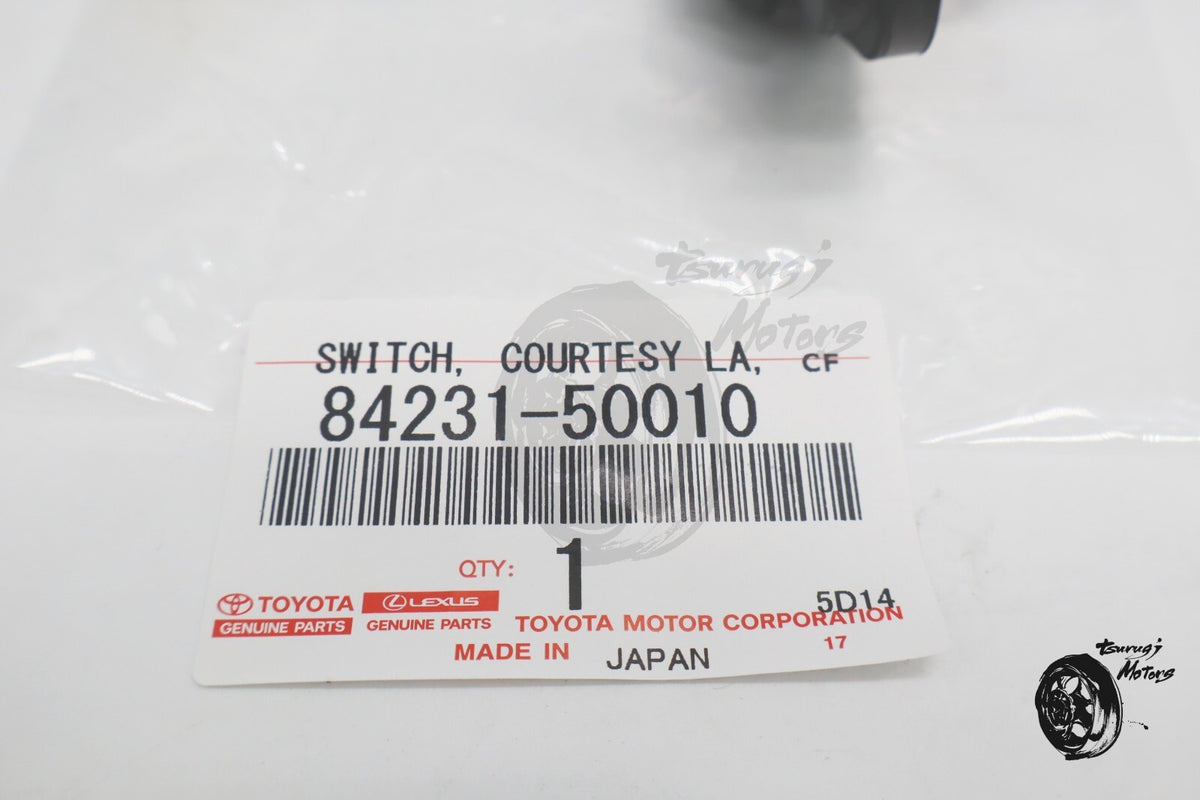 tsurugi
Motors
SWITCH, COURTESY LA, CF
84231-50010
QTY: 1
TOYOTA LEXUS 5D14
GENUINE PARTS GENUINE PARTS TOYOTA MOTOR CORPORATION
MADE IN JAPAN 17
tsurugi
Motors